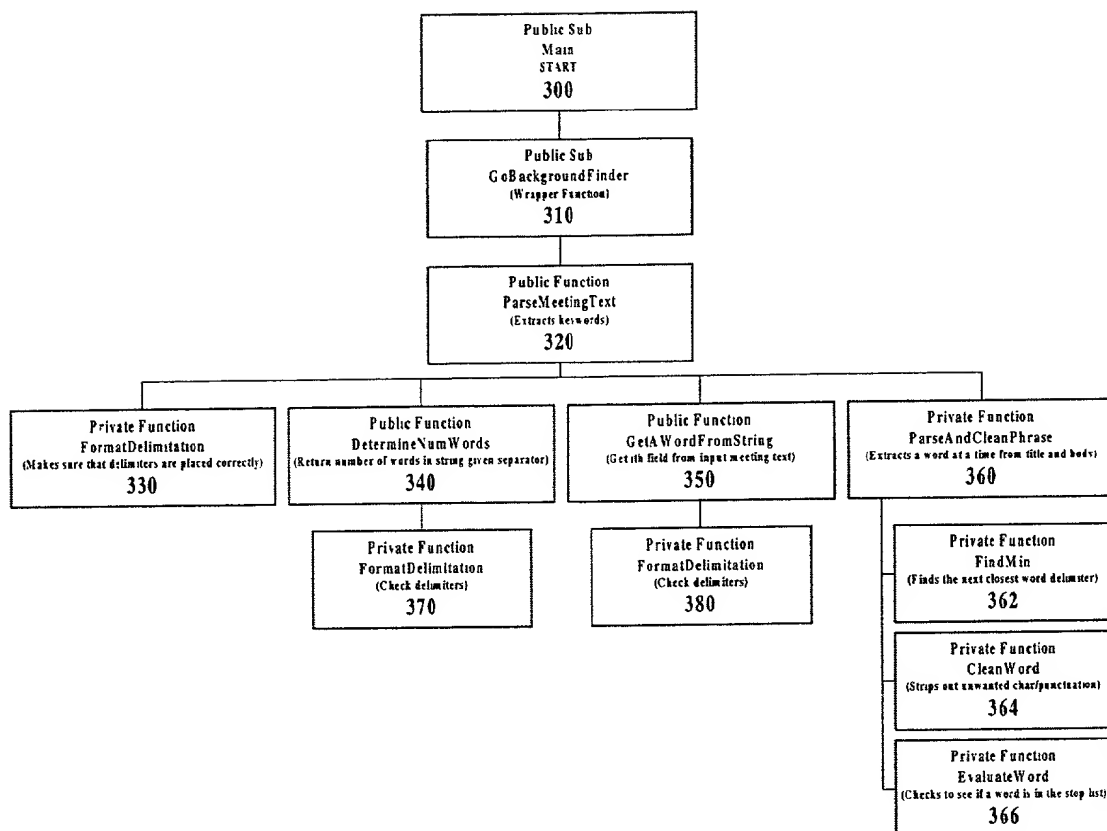 Public Sub
Main
START
300
Public Sub
GoBackgroundFinder
(Wrapper Function)
310
Public Function
ParseMeetingText
(Extracts keywords)
320
Private Function
FormatDelimitation
(Makes sure that delimiters are placed correctly)
330
Public Function
DetermineNumWords
(Return number of words in string given separator)
340
Public Function
GetAWordFromString
(Get ith field from input meeting text)
350
Private Function
ParseAndCleanPhrase
(Extracts a word at a time from title and body)
360
Private Function
FormatDelimitation
(Check delimiters)
370
Private Function
FormatDelimitation
(Check delimiters)
380
Private Function
FindMin
(Finds the next closest word delimiter)
362
Private Function
CleanWord
(Strips out unwanted char/punctuation)
364
Private Function
EvaluateWord
(Checks to see if a word is in the stop list)
366